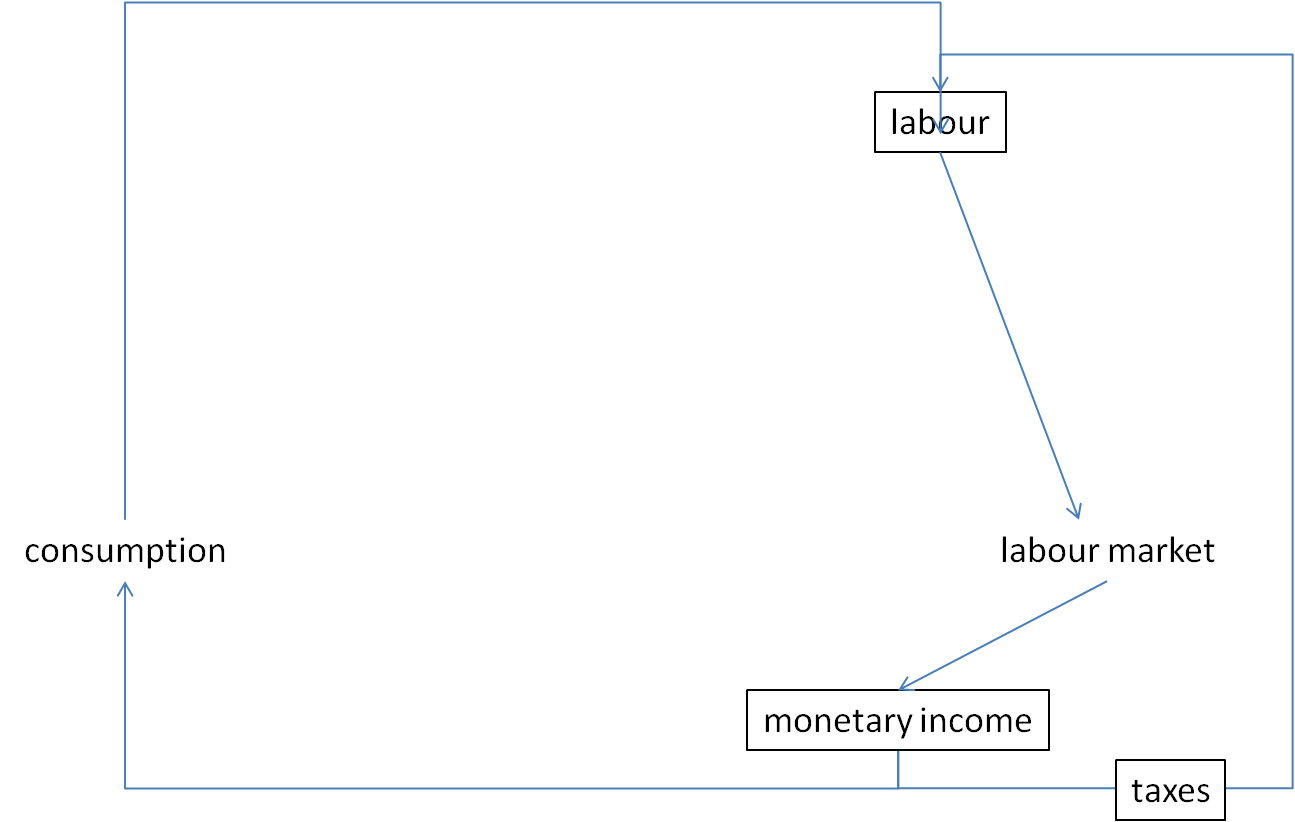 labour
consumption
labour market
monetary income
taxes